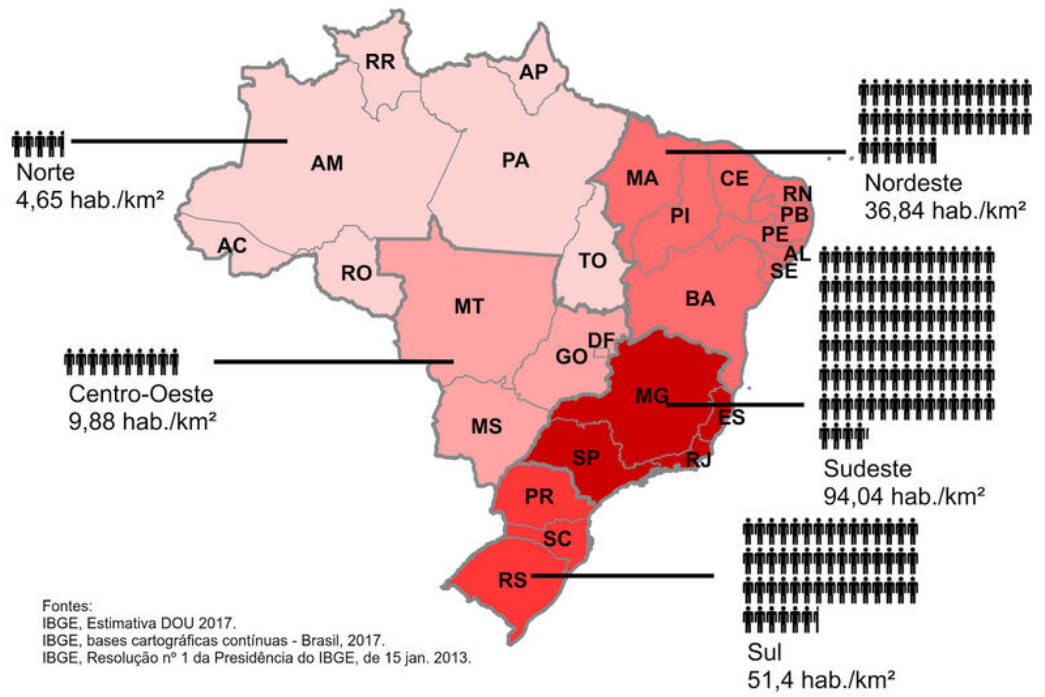 RR
AP
AM
PA
Norte
4,65 hab./km²
MA
CE
RN
PI
PB
PE
AL
SE
Nordeste
36,84 hab./km²
AC
RO
TO
MT
BA
DF
GO
Centro-Oeste
9,88 hab./km²
MG
ES
MS
SP
RJ
Sudeste
94,04 hab./km²
PR
SC
RS
Sul
51,4 hab./km²
Fontes:
IBGE, Estimativa DOU 2017.
IBGE, bases cartográficas contínuas - Brasil, 2017.
IBGE, Resolução nº 1 da Presidência do IBGE, de 15 jan. 2013.